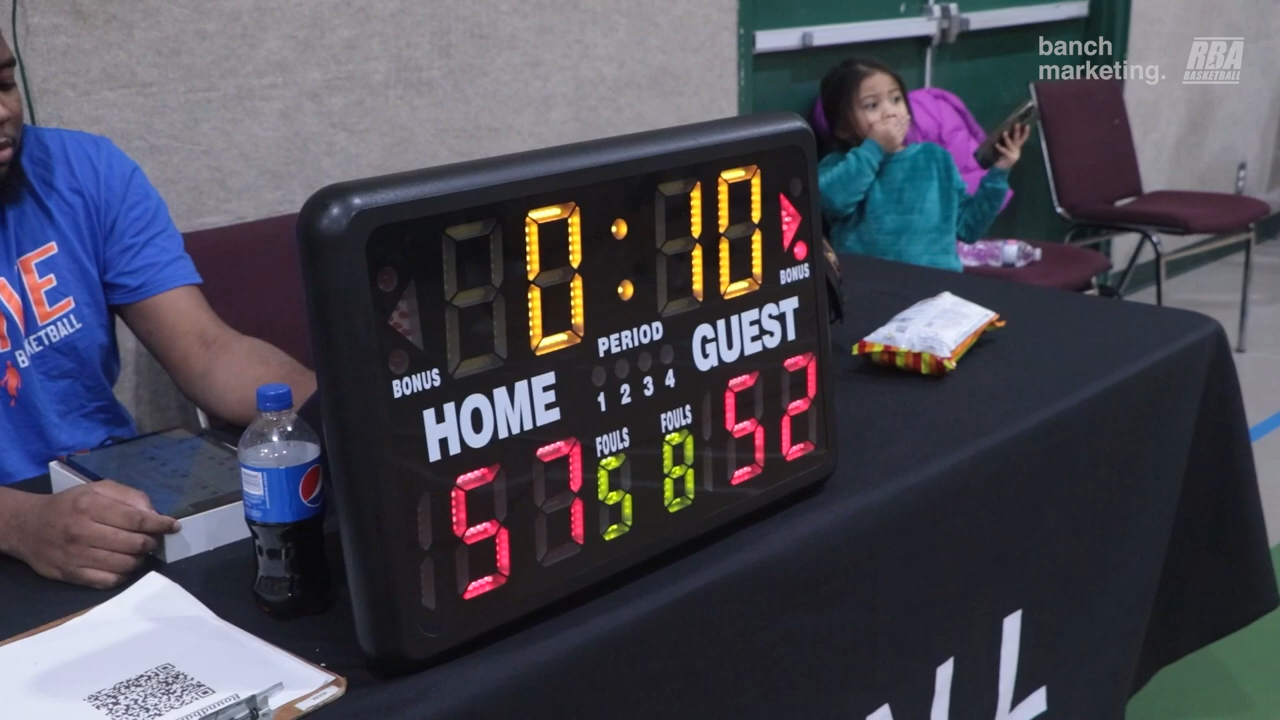 banch
marketing.
RBA
BASKETBALL
0:10
BONUS
PERIOD
GUEST
BONUS
1 2 3 4
HOME
FOULS
FOULS
57
5
8
52
BASKETBALL